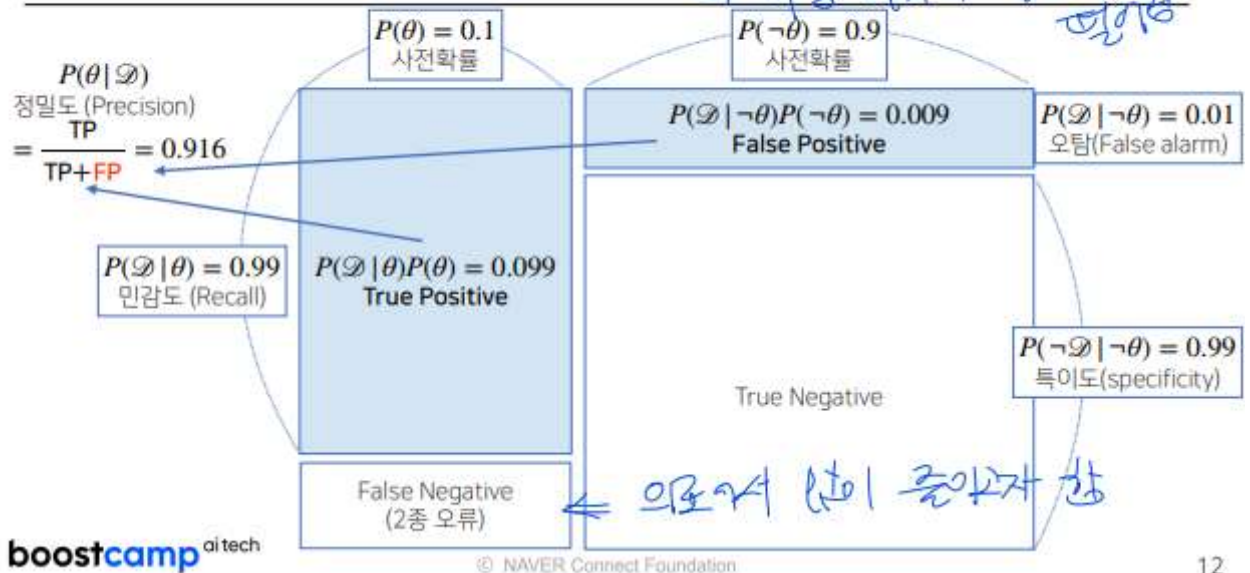 P(θ) = 0.1
사전확률
P(¬θ) = 0.9
사전확률
P(θ|𝒟)
정밀도 (Precision)
= TP / TP+FP = 0.916
P(𝒟|¬θ)P(¬θ) = 0.009
False Positive
P(𝒟|¬θ) = 0.01
오탐(False alarm)
P(𝒟|θ) = 0.99
민감도 (Recall)
P(𝒟|θ)P(θ) = 0.099
True Positive
P(¬𝒟|¬θ) = 0.99
특이도(specificity)
True Negative
False Negative
(2종 오류)
⇐ 의료에서 줄이고자 함
boostcamp ai tech
© NAVER Connect Foundation
12